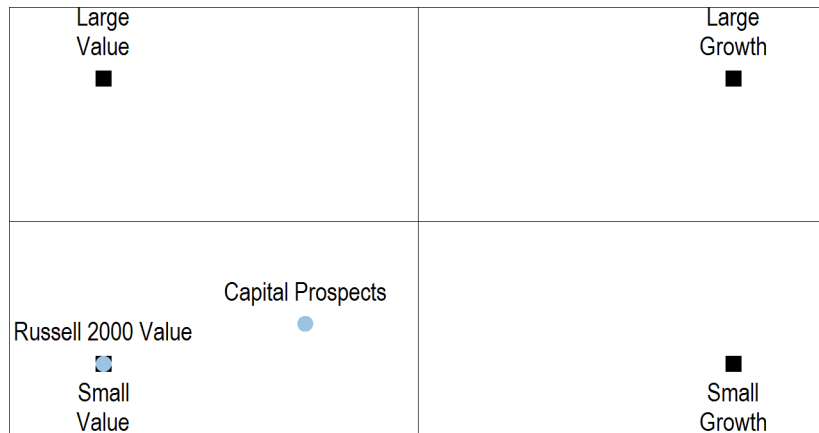 Large
Value
Large
Growth
Capital Prospects
Russell 2000 Value
Small
Value
Small
Growth